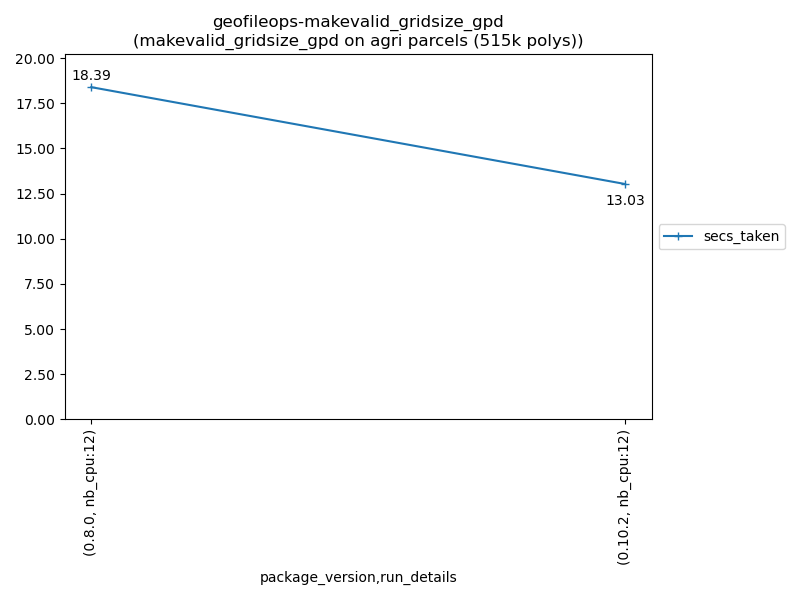 geofileops-makevalid_gridsize_gpd
(makevalid_gridsize_gpd on agri parcels (515k polys))
20.00
17.50
15.00
12.50
10.00
7.50
5.00
2.50
0.00
18.39
13.03
secs_taken
(0.8.0, nb_cpu:12)
(0.10.2, nb_cpu:12)
package_version,run_details